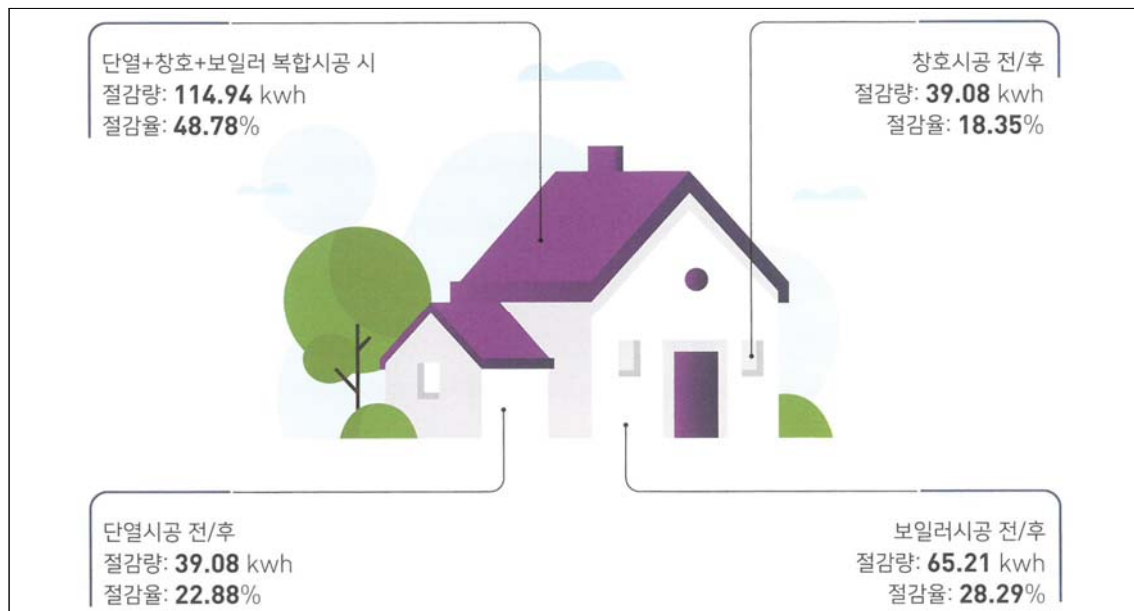 단열+창호+보일러 복합시공 시
절감량: 114.94 kwh
절감율: 48.78%
창호시공 전/후
절감량: 39.08 kwh
절감율: 18.35%
단열시공 전/후
절감량: 39.08 kwh
절감율: 22.88%
보일러시공 전/후
절감량: 65.21 kwh
절감율: 28.29%